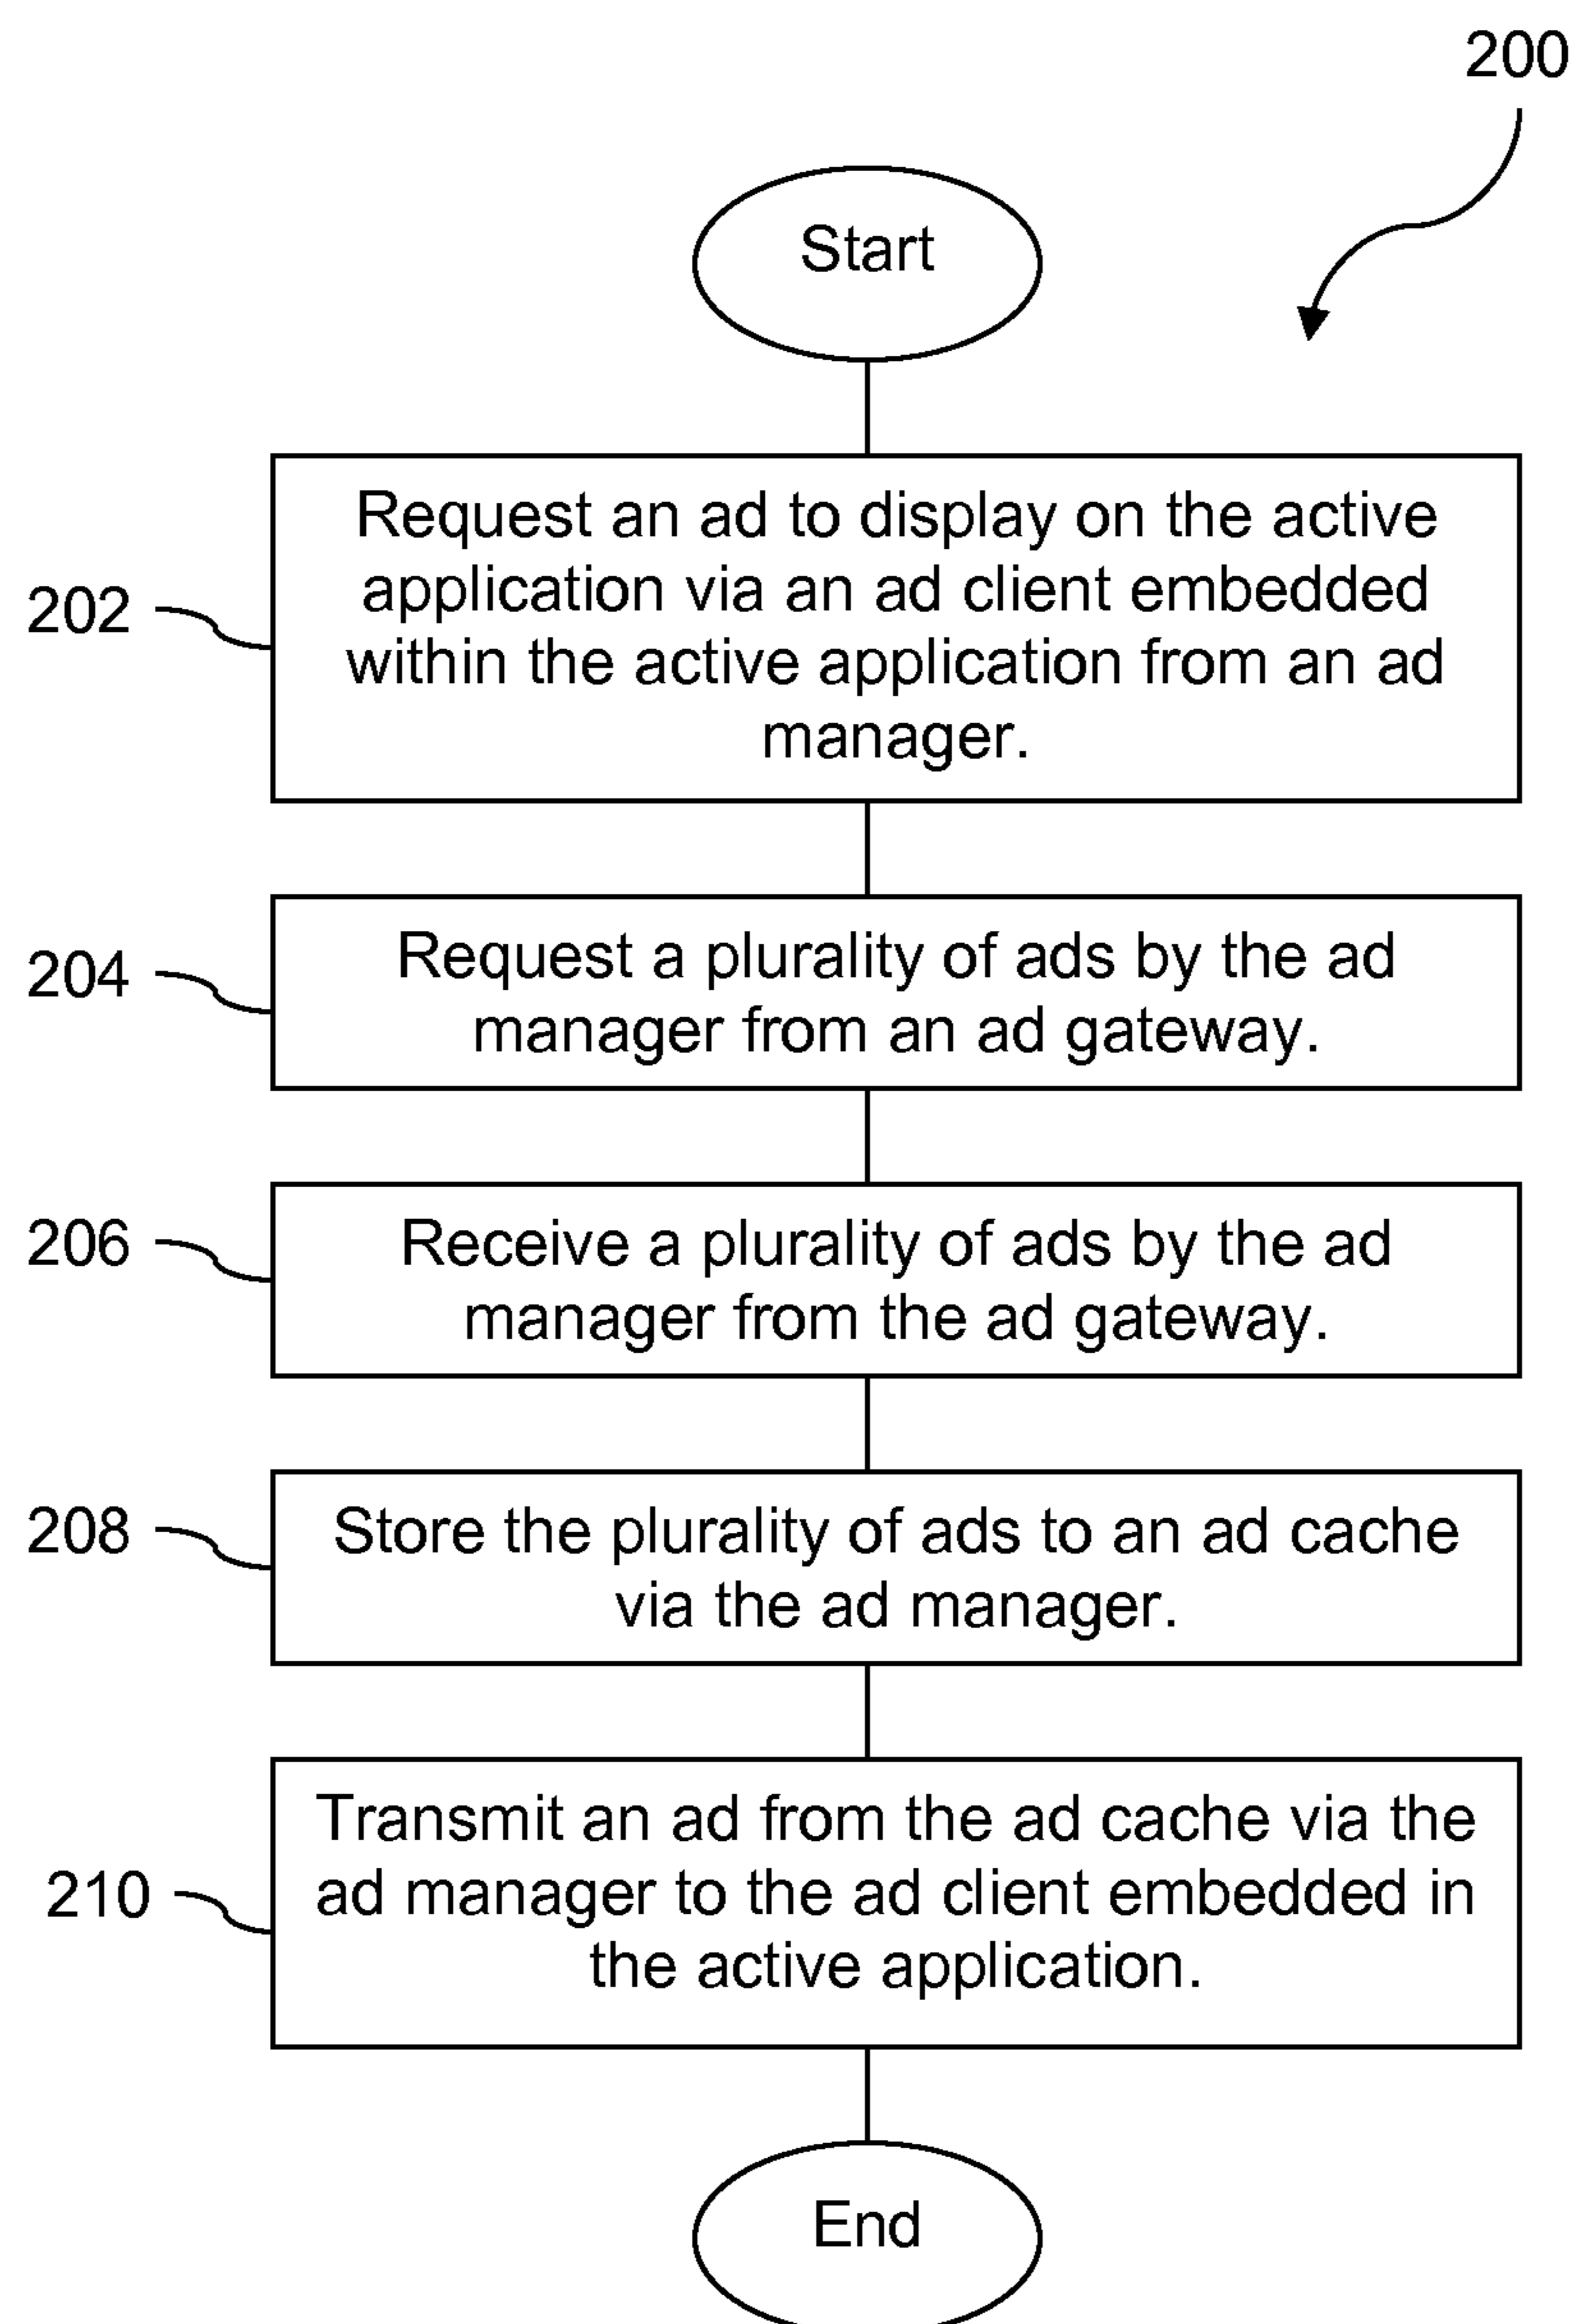 200
Start
202
Request an ad to display on the active
application via an ad client embedded
within the active application from an ad
manager.
204
Request a plurality of ads by the ad
manager from an ad gateway.
206
Receive a plurality of ads by the ad
manager from the ad gateway.
208
Store the plurality of ads to an ad cache
via the ad manager.
210
Transmit an ad from the ad cache via the
ad manager to the ad client embedded in
the active application.
End